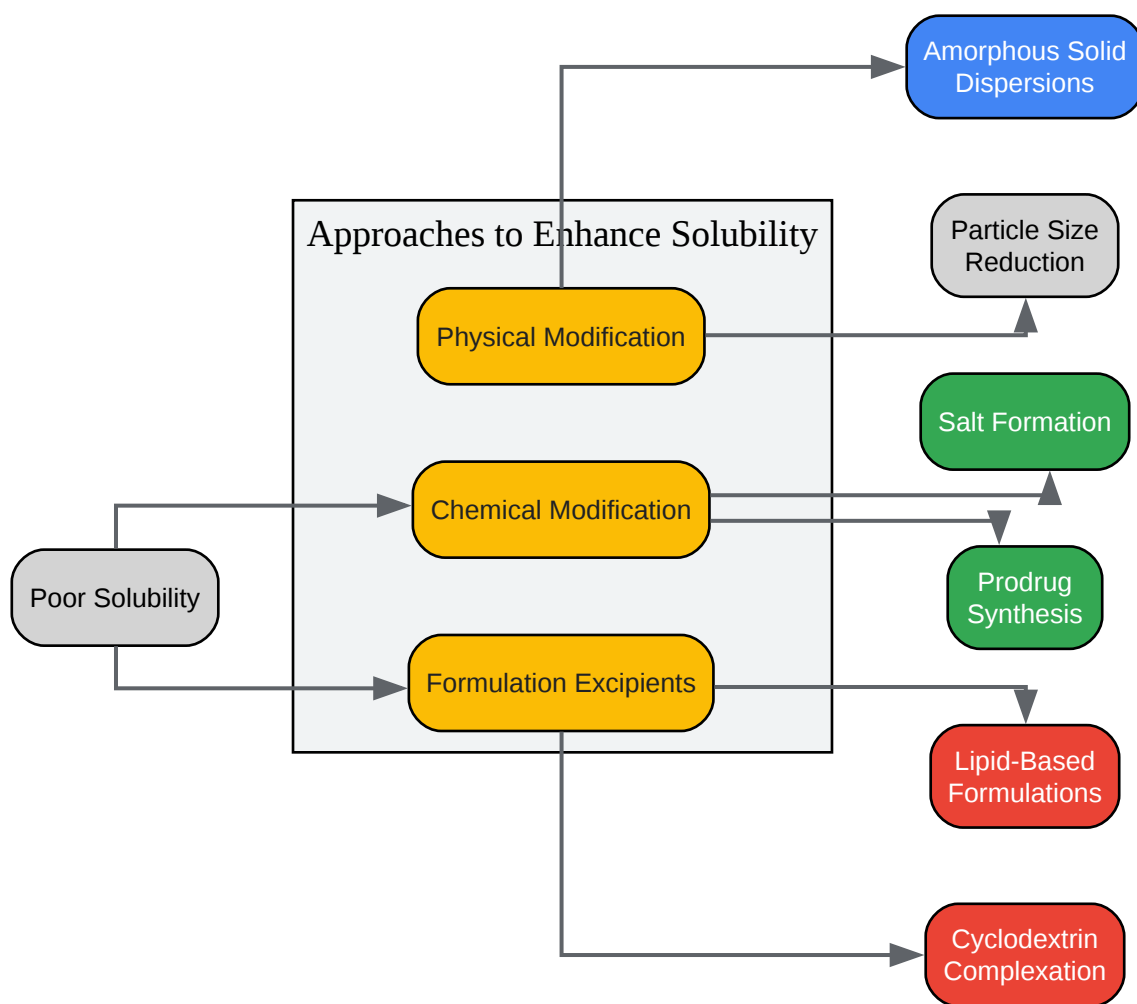 Amorphous Solid
Dispersions
Particle Size
Reduction
Approaches to Enhance Solubility
Physical Modification
Salt Formation
Chemical Modification
Poor Solubility
Prodrug
Synthesis
Formulation Excipients
Lipid-Based
Formulations
Cyclodextrin
Complexation